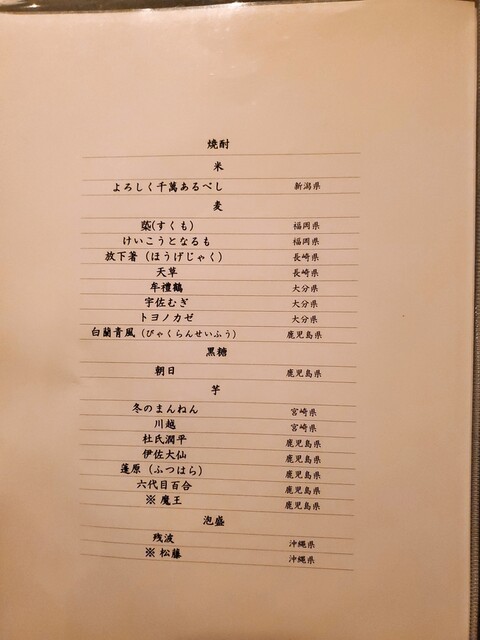 焼酎
米
よろしく千萬あるべし 新潟県
麦
蒅(すくも) 福岡県
けいこうとなるも 福岡県
放下著(ほうげじゃく) 長崎県
天草 長崎県
牟禮鶴 大分県
宇佐むぎ 大分県
トヨノカゼ 大分県
白蘭青風(びゃくらんせいふう) 鹿児島県
黒糖
朝日 鹿児島県
芋
冬のまんねん 宮崎県
川越 宮崎県
杜氏潤平 鹿児島県
伊佐大仙 鹿児島県
蓬原(ふつはら) 鹿児島県
六代目百合 鹿児島県
※魔王 鹿児島県
泡盛
残波 沖縄県
※松藤 沖縄県